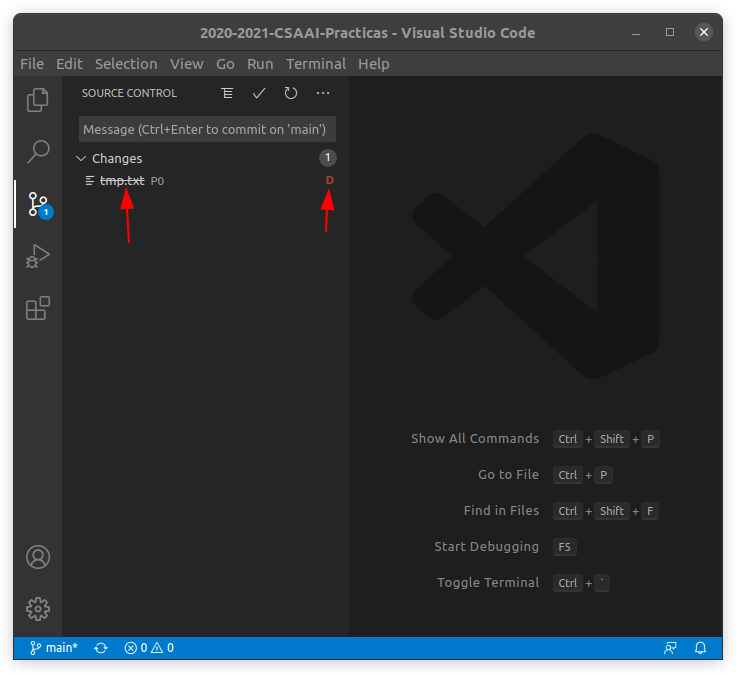 2020-2021-CSAAI-Practicas - Visual Studio Code
File Edit Selection View Go Run Terminal Help
SOURCE CONTROL
Message (Ctrl+Enter to commit on 'main')
Changes 1
tmp.txt P0 D
1
Show All Commands Ctrl + Shift + P
Go to File Ctrl + P
Find in Files Ctrl + Shift + F
Start Debugging F5
Toggle Terminal Ctrl + `
main* 0 0